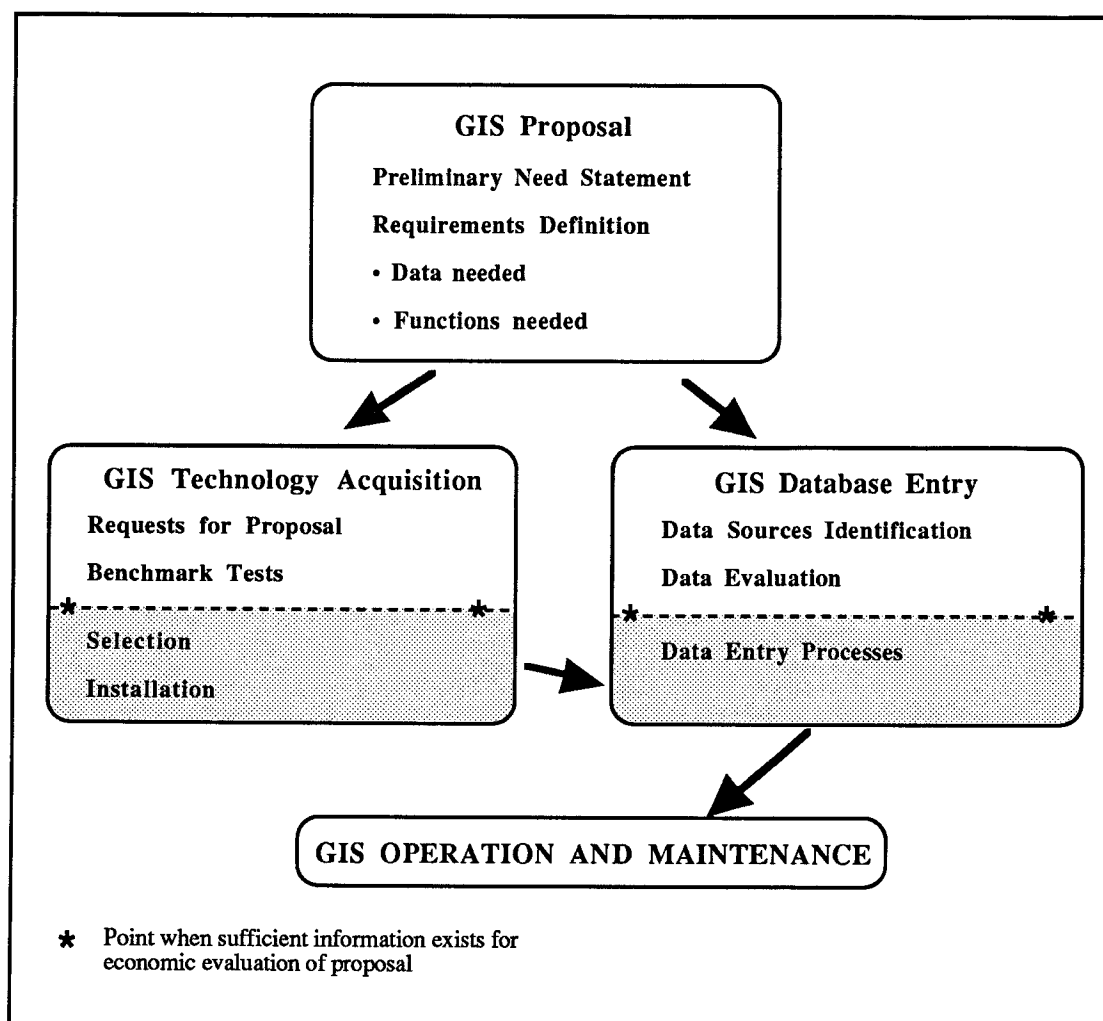 GIS Proposal
Preliminary Need Statement
Requirements Definition
• Data needed
• Functions needed
GIS Technology Acquisition
Requests for Proposal
Benchmark Tests
* *
Selection
Installation
GIS Database Entry
Data Sources Identification
Data Evaluation
* *
Data Entry Processes
GIS OPERATION AND MAINTENANCE
* Point when sufficient information exists for
economic evaluation of proposal